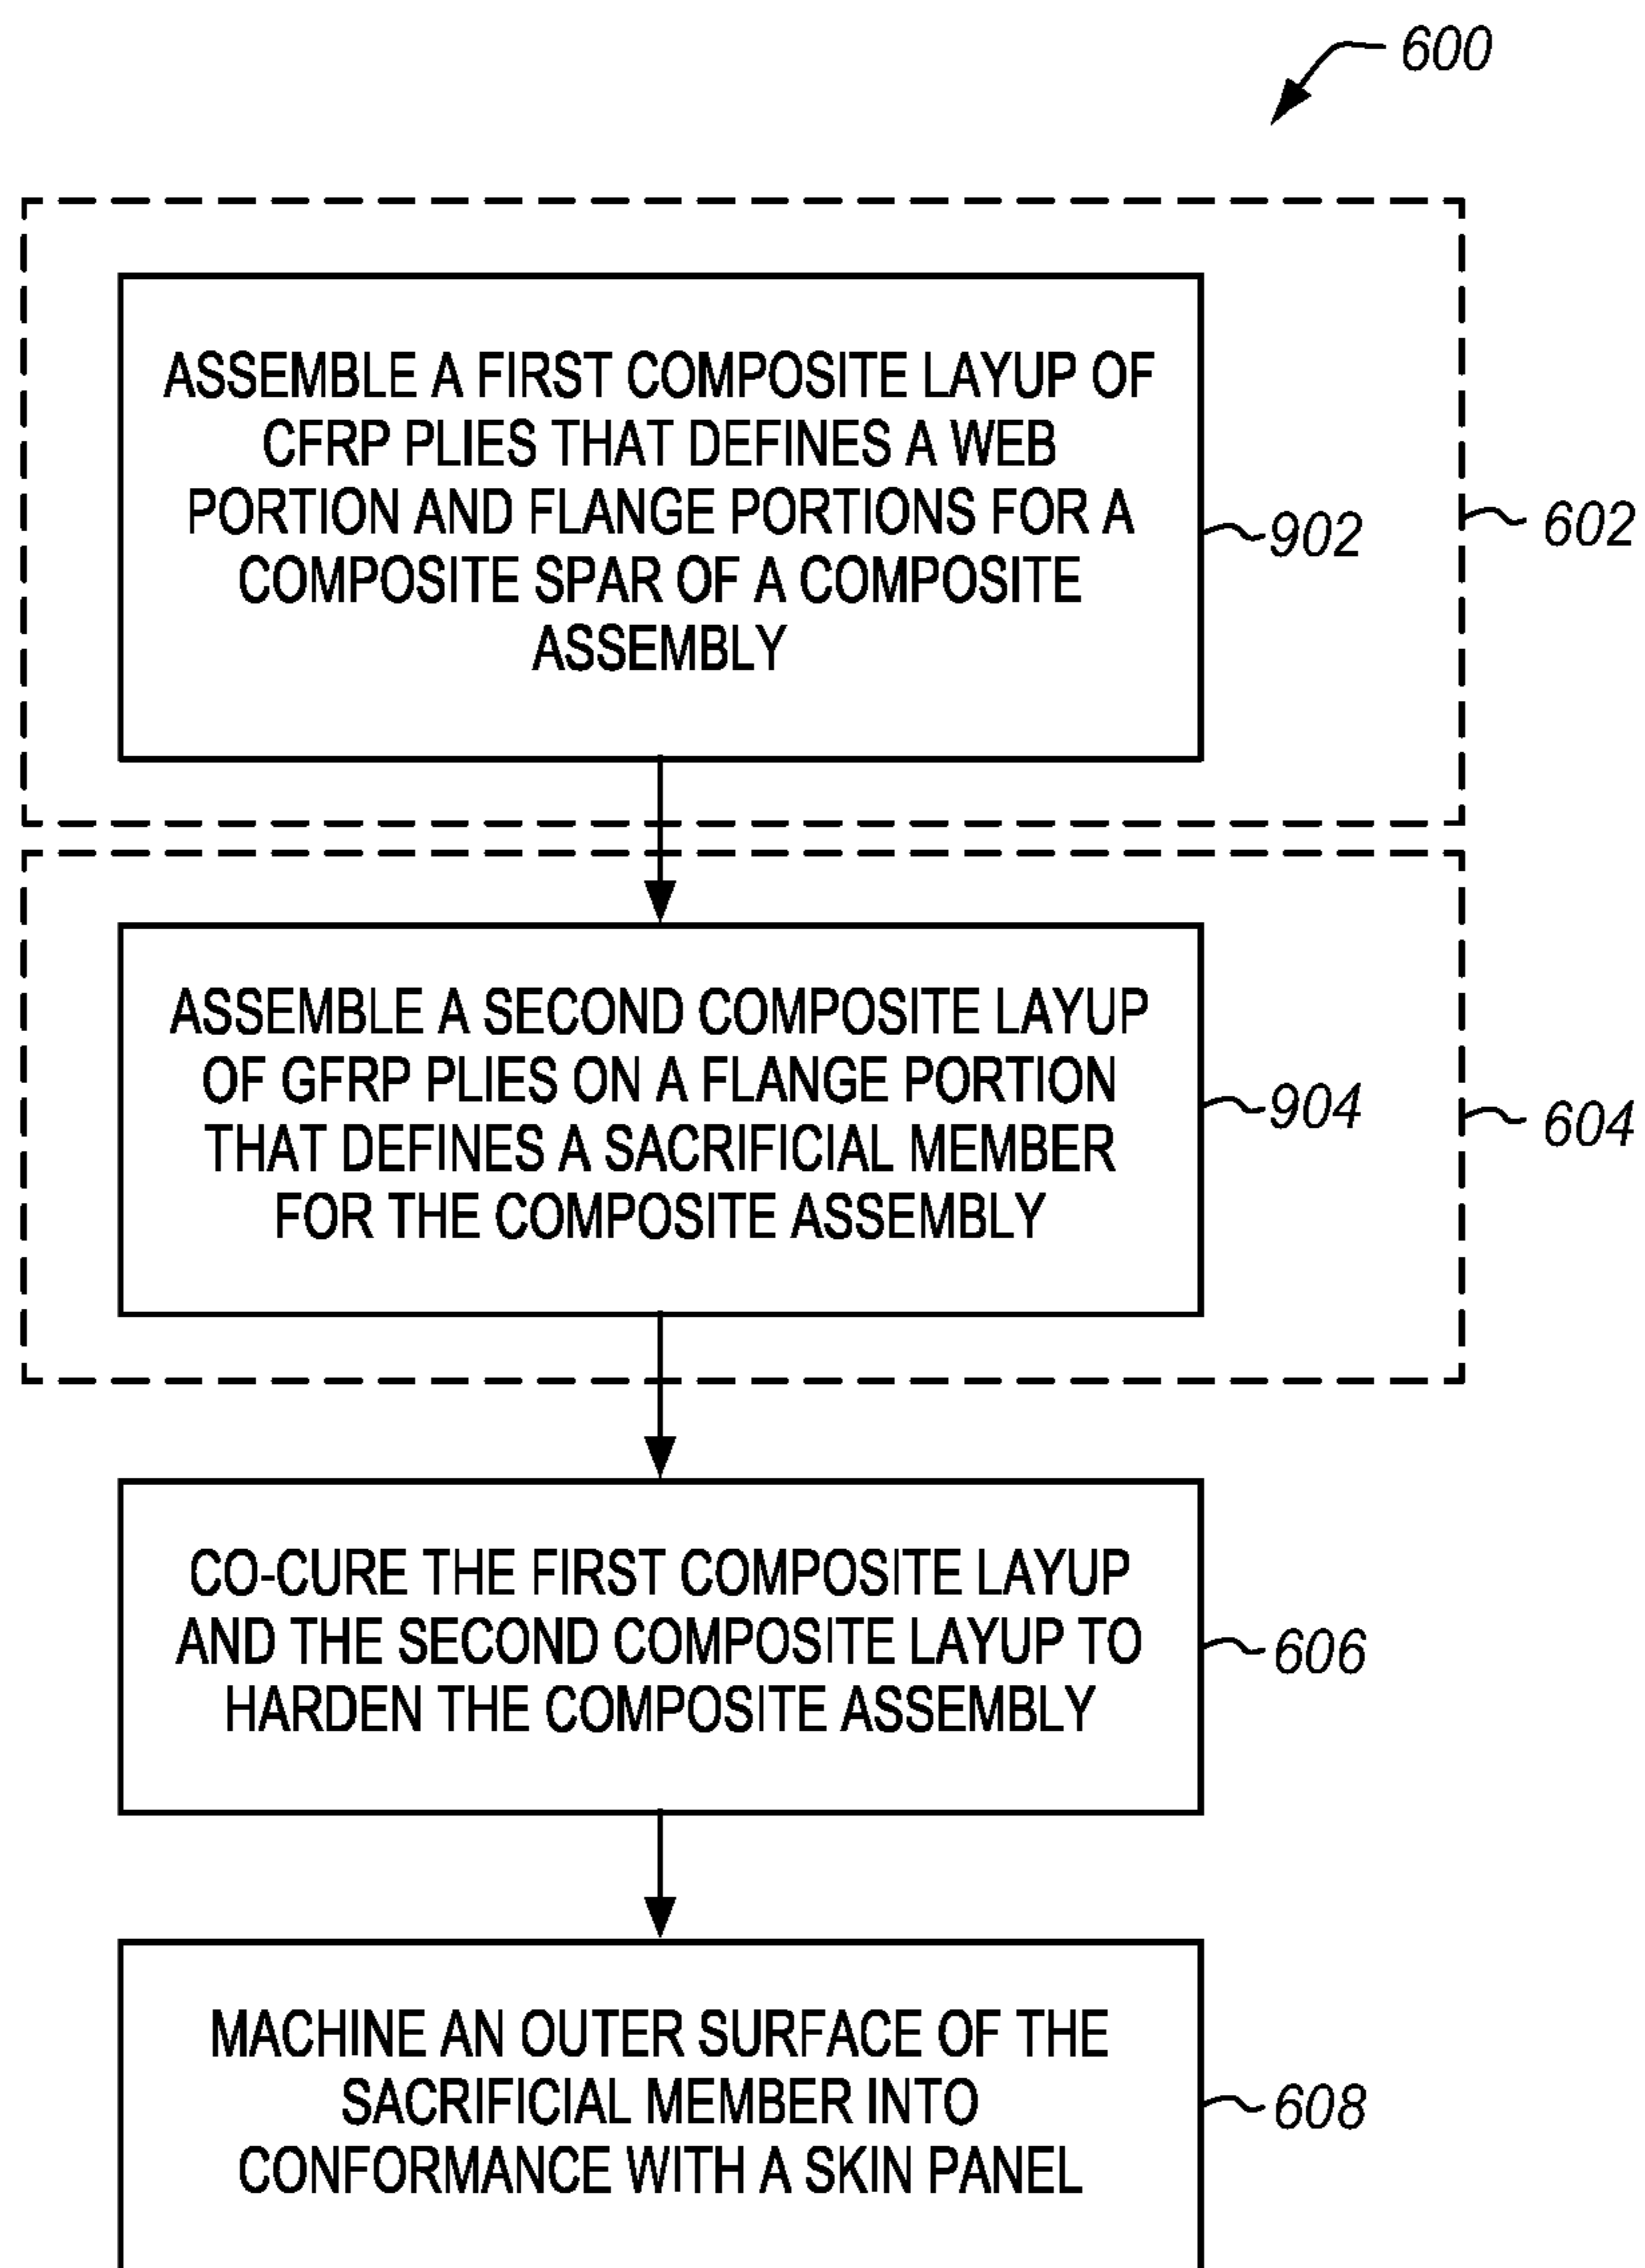 600
ASSEMBLE A FIRST COMPOSITE LAYUP OF
CFRP PLIES THAT DEFINES A WEB
PORTION AND FLANGE PORTIONS FOR A
COMPOSITE SPAR OF A COMPOSITE
ASSEMBLY
902
602
ASSEMBLE A SECOND COMPOSITE LAYUP
OF GFRP PLIES ON A FLANGE PORTION
THAT DEFINES A SACRIFICIAL MEMBER
FOR THE COMPOSITE ASSEMBLY
904
604
CO-CURE THE FIRST COMPOSITE LAYUP
AND THE SECOND COMPOSITE LAYUP TO
HARDEN THE COMPOSITE ASSEMBLY
606
MACHINE AN OUTER SURFACE OF THE
SACRIFICIAL MEMBER INTO
CONFORMANCE WITH A SKIN PANEL
608